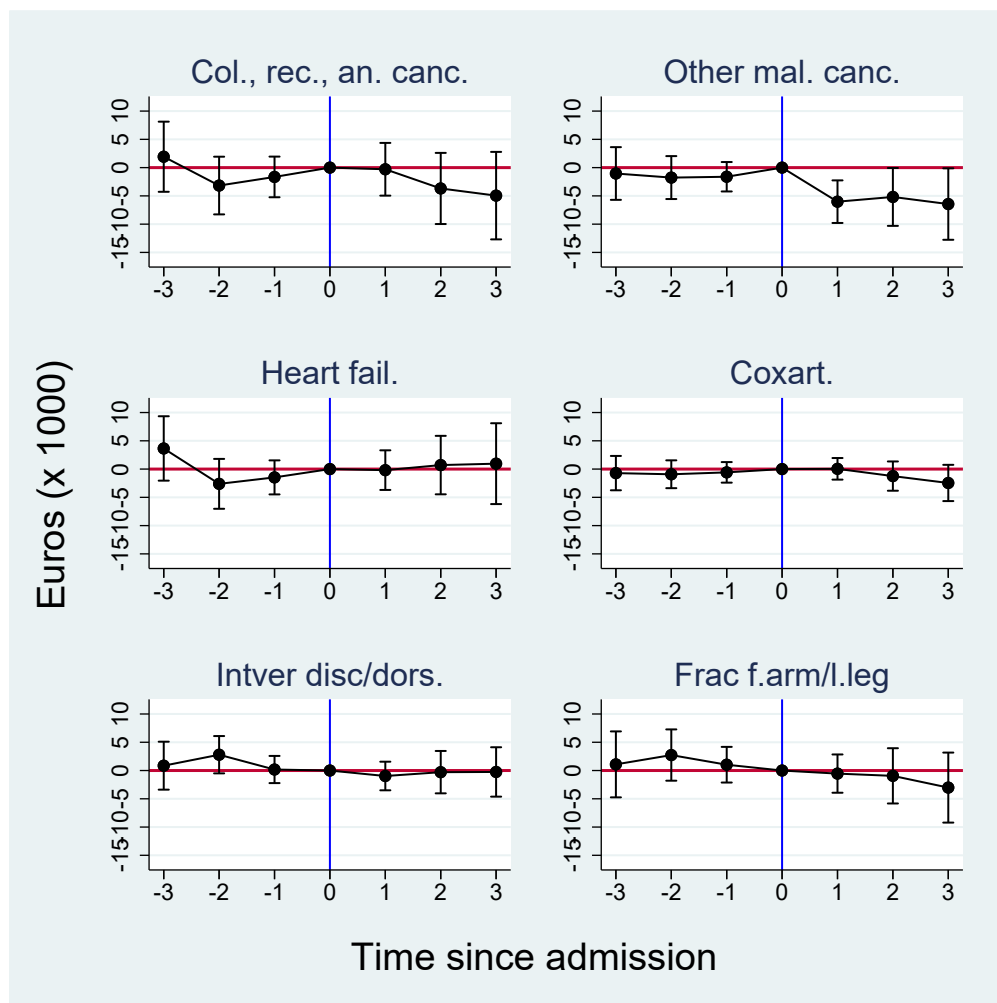 Col., rec., an. canc.
10
5
0
-5
-10
-15
-3 -2 -1 0 1 2 3
Other mal. canc.
10
5
0
-5
-10
-15
-3 -2 -1 0 1 2 3
Euros (x 1000)
Heart fail.
10
5
0
-5
-10
-15
-3 -2 -1 0 1 2 3
Coxart.
10
5
0
-5
-10
-15
-3 -2 -1 0 1 2 3
Intver disc/dors.
10
5
0
-5
-10
-15
-3 -2 -1 0 1 2 3
Frac f.arm/l.leg
10
5
0
-5
-10
-15
-3 -2 -1 0 1 2 3
Time since admission